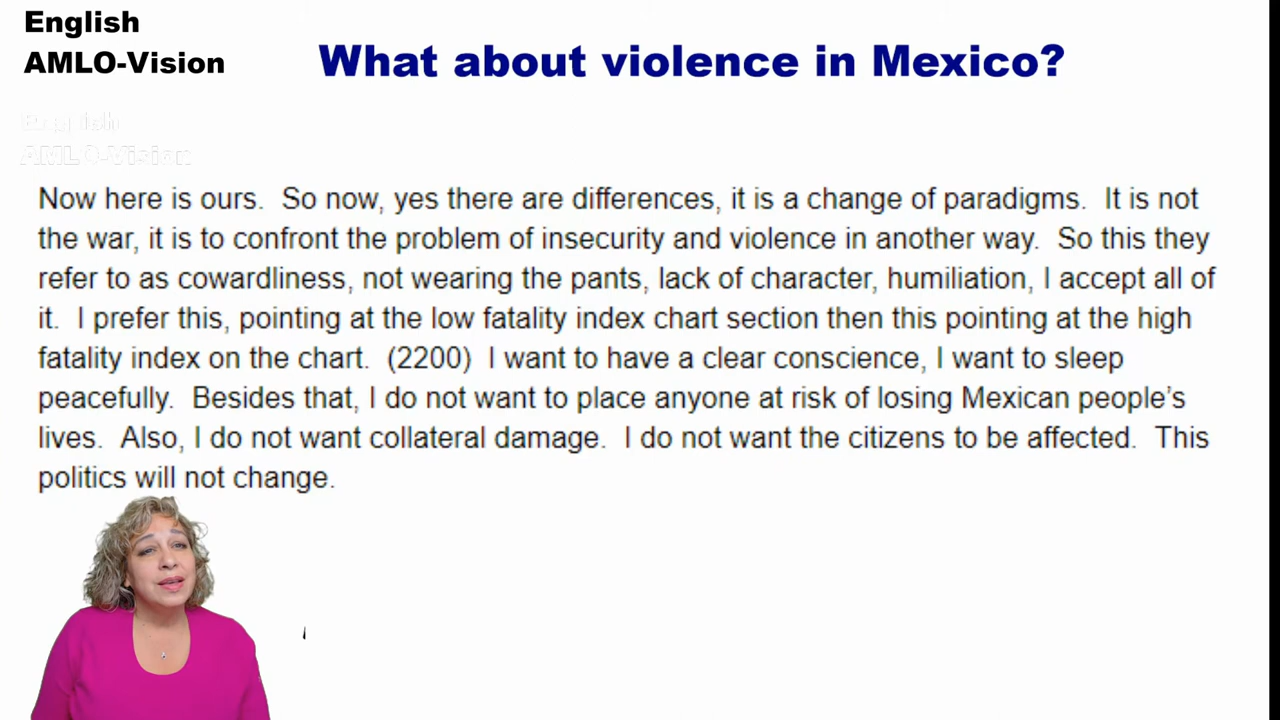 English
AMLO-Vision
What about violence in Mexico?
English
AMLO-Vision
Now here is ours.  So now, yes there are differences, it is a change of paradigms.  It is not
the war, it is to confront the problem of insecurity and violence in another way.  So this they
refer to as cowardliness, not wearing the pants, lack of character, humiliation, I accept all of
it.  I prefer this, pointing at the low fatality index chart section then this pointing at the high
fatality index on the chart.  (2200)  I want to have a clear conscience, I want to sleep
peacefully.  Besides that, I do not want to place anyone at risk of losing Mexican people’s
lives.  Also, I do not want collateral damage.  I do not want the citizens to be affected.  This
politics will not change.